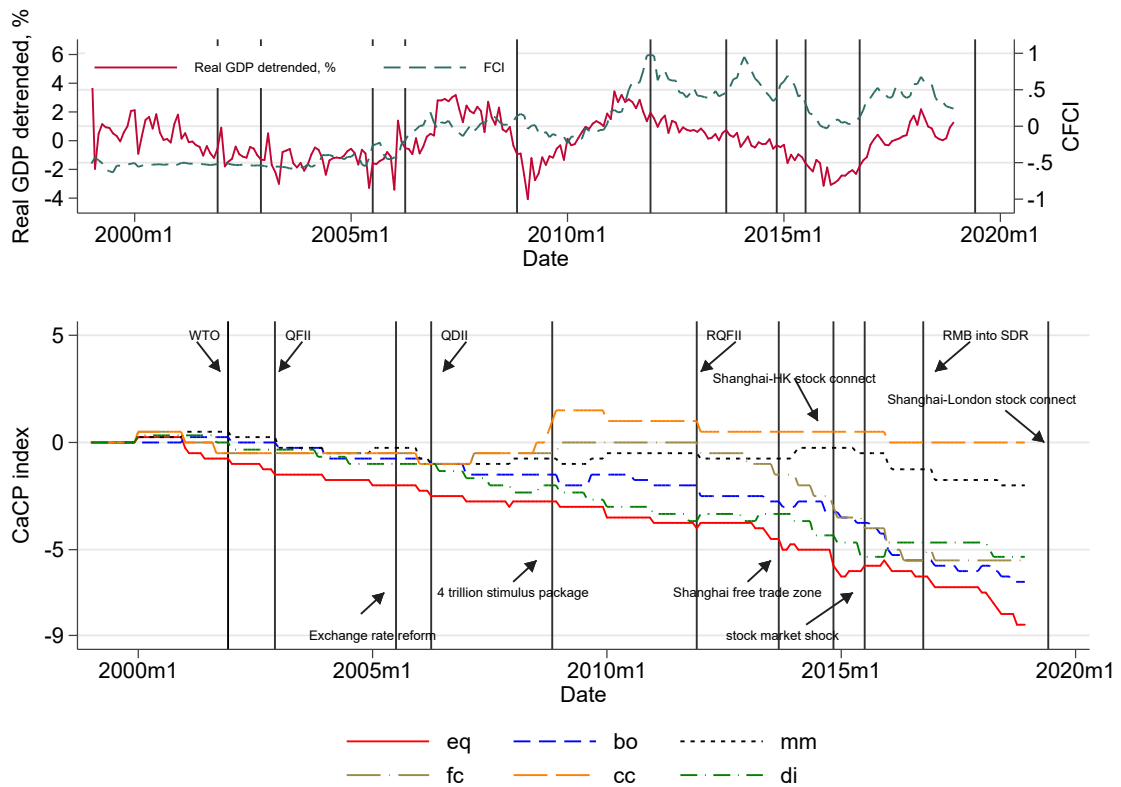 Real GDP detrended, %
6
4
2
0
-2
-4
Real GDP detrended, %
FCI
1
.5
0
-.5
-1
CFCI
2000m1 2005m1 2010m1 2015m1 2020m1
Date
CaCP index
5
0
-5
-9
WTO QFII QDII RQFII RMB into SDR
Shanghai-HK stock connect
Shanghai-London stock connect
4 trillion stimulus package Shanghai free trade zone
Exchange rate reform stock market shock
2000m1 2005m1 2010m1 2015m1 2020m1
Date
eq bo mm
fc cc di